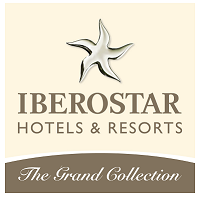 IBEROSTAR
HOTELS & RESORTS
The Grand Collection